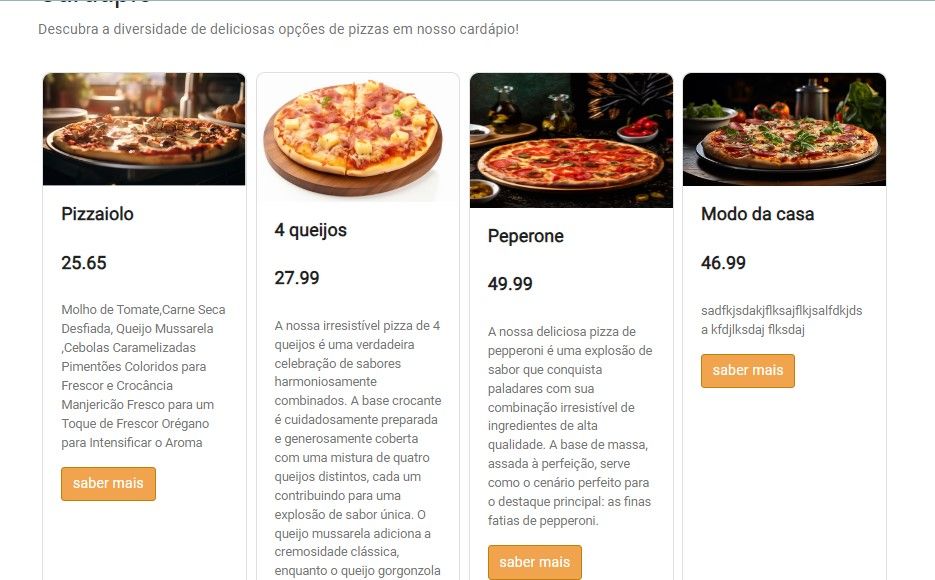 Cardápio
Descubra a diversidade de deliciosas opções de pizzas em nosso cardápio!
Pizzaiolo
25.65
Molho de Tomate,Carne Seca
Desfiada, Queijo Mussarela
,Cebolas Caramelizadas
Pimentões Coloridos para
Frescor e Crocância
Manjericão Fresco para um
Toque de Frescor Orégano
para Intensificar o Aroma
saber mais
4 queijos
27.99
A nossa irresistível pizza de 4
queijos é uma verdadeira
celebração de sabores
harmoniosamente
combinados. A base crocante
é cuidadosamente preparada
e generosamente coberta
com uma mistura de quatro
queijos distintos, cada um
contribuindo para uma
explosão de sabor única. O
queijo mussarela adiciona a
cremosidade clássica,
enquanto o queijo gorgonzola
Peperone
49.99
A nossa deliciosa pizza de
pepperoni é uma explosão de
sabor que conquista
paladares com sua
combinação irresistível de
ingredientes de alta
qualidade. A base de massa,
assada à perfeição, serve
como o cenário perfeito para
o destaque principal: as finas
fatias de pepperoni.
saber mais
Modo da casa
46.99
sadfkjsdakjflksajflkjsalfdkjds
a kfdjlksdaj flksdaj
saber mais